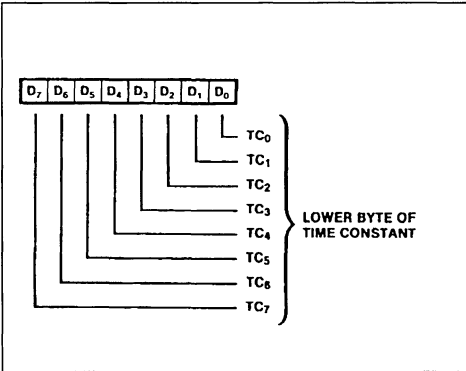 D7 D6 D5 D4 D3 D2 D1 D0
TC0
TC1
TC2
TC3
TC4
TC5
TC6
TC7
LOWER BYTE OF
TIME CONSTANT